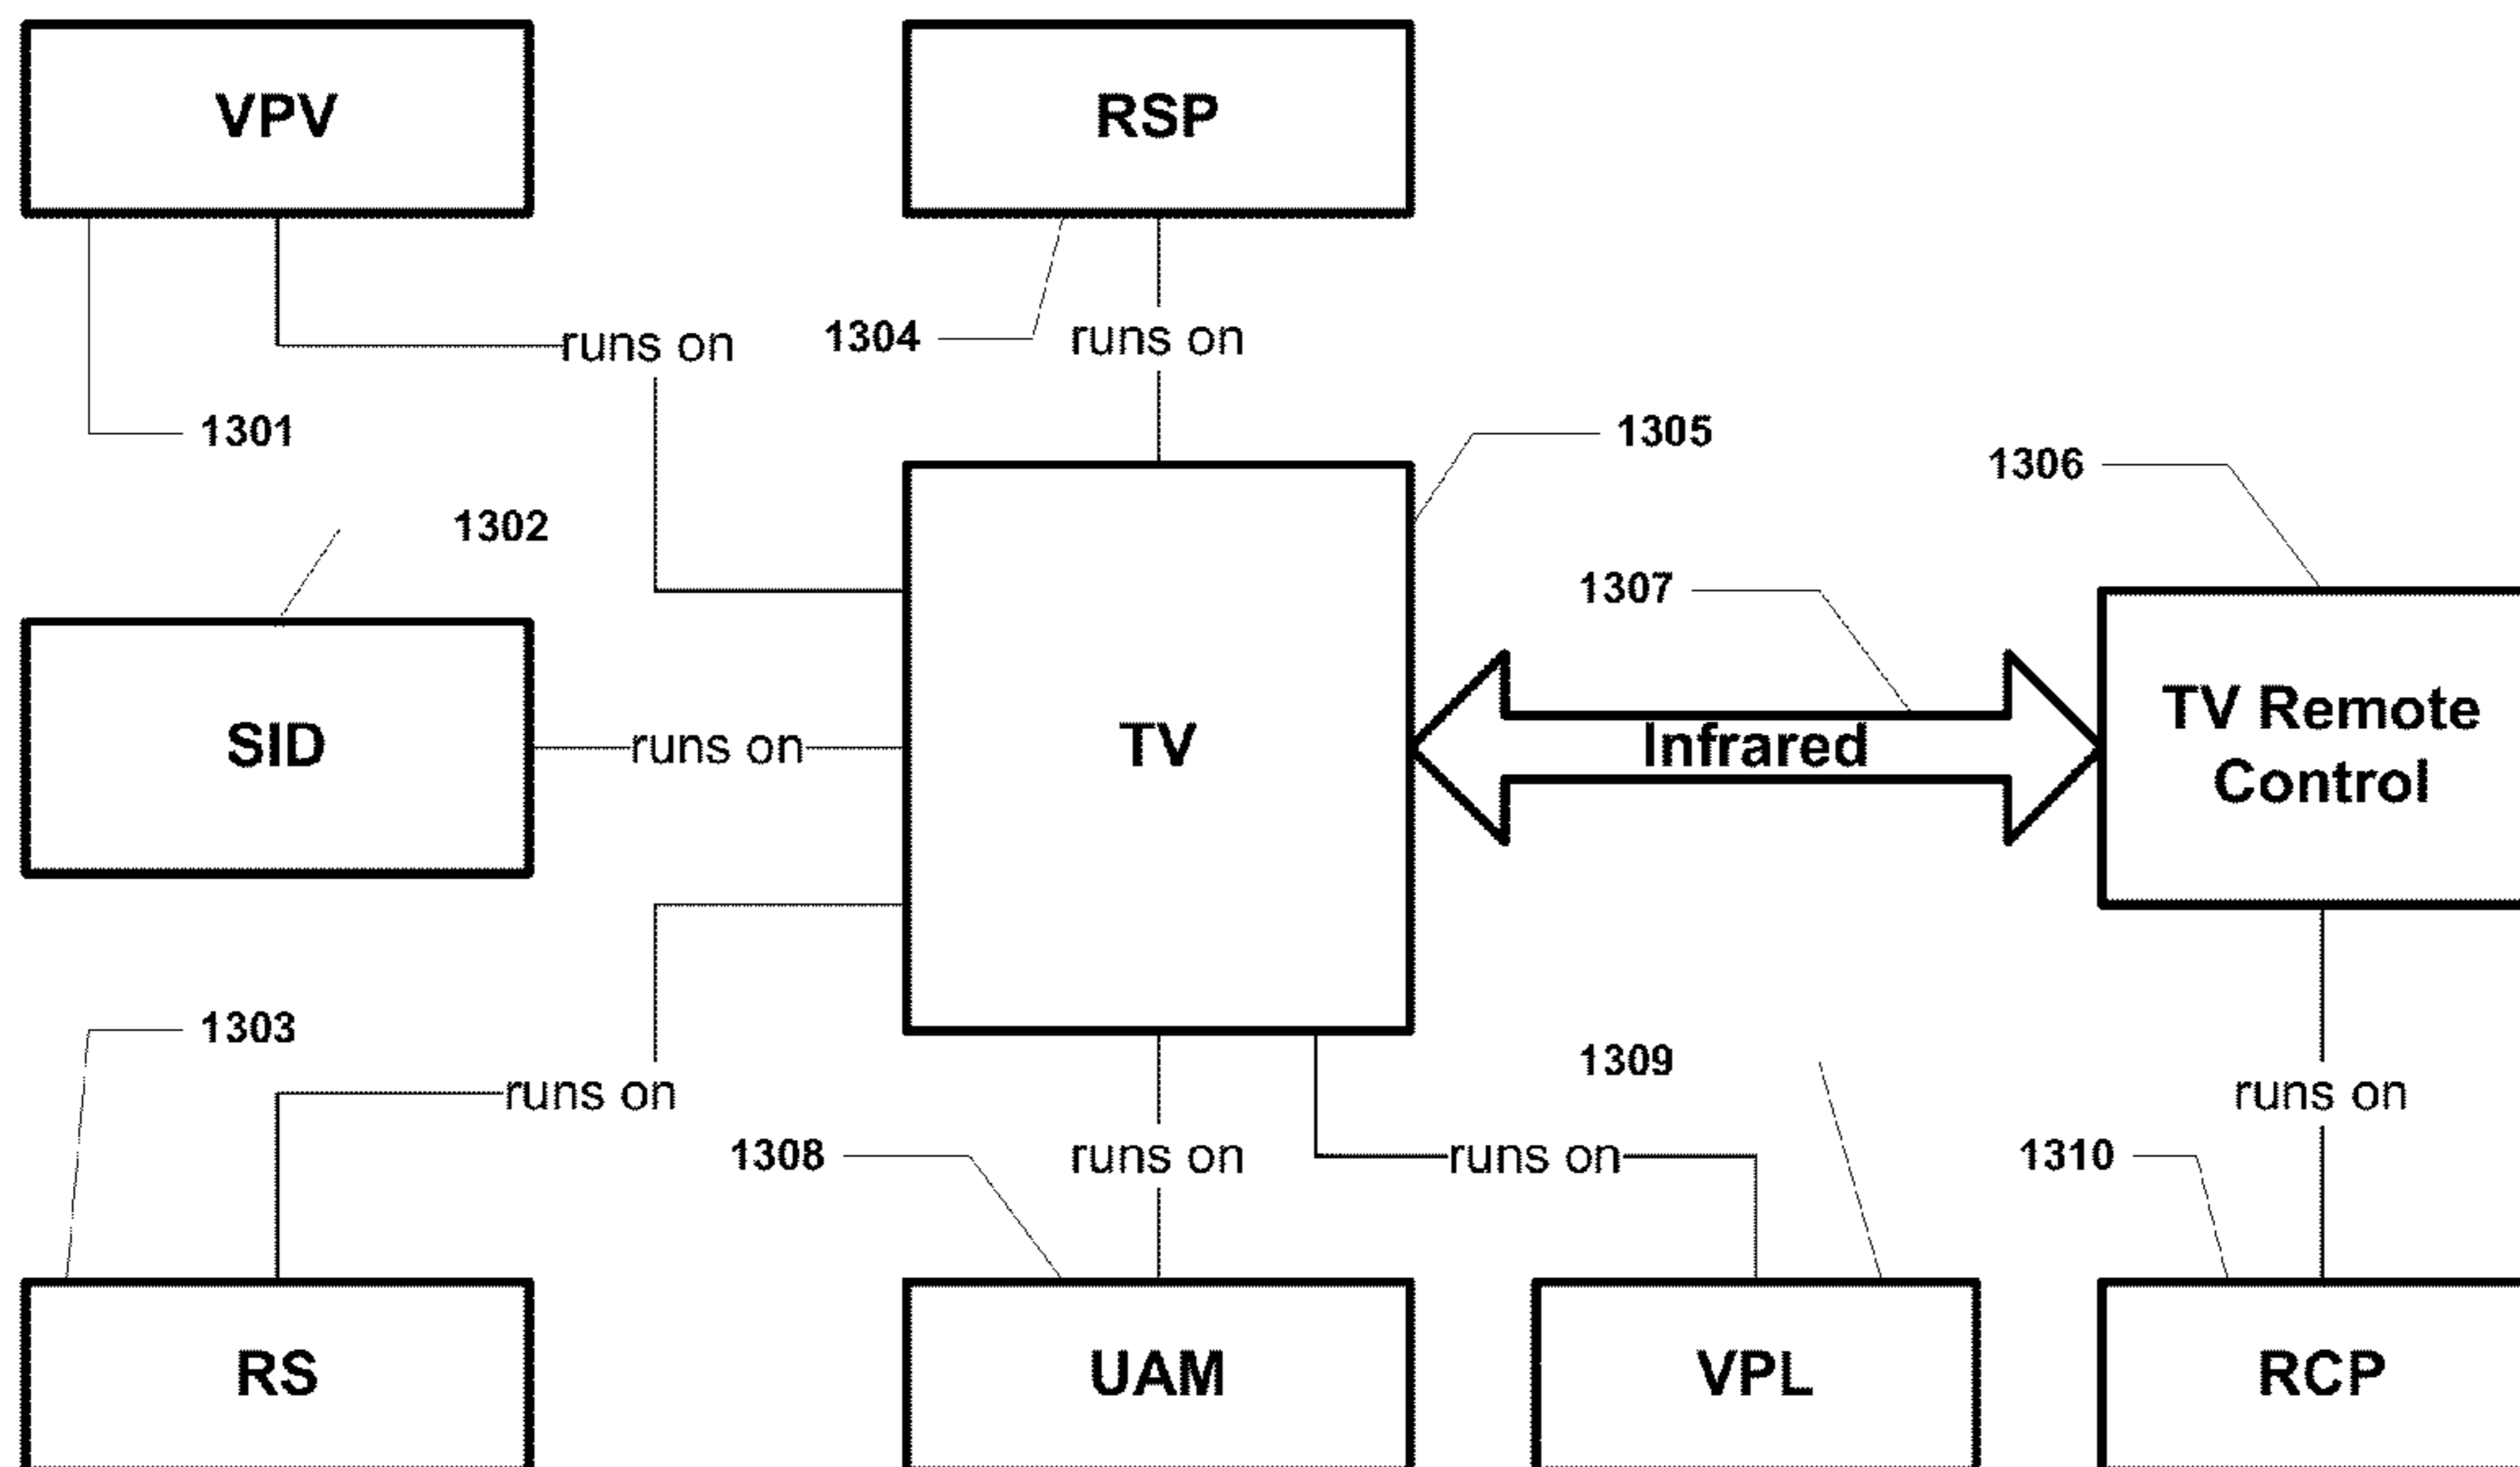 VPV
RSP
runs on
1304
runs on
1301
1305
1306
1302
1307
SID
runs on
TV
Infrared
TV Remote
Control
1303
runs on
1309
runs on
1308
runs on
runs on
1310
RS
UAM
VPL
RCP